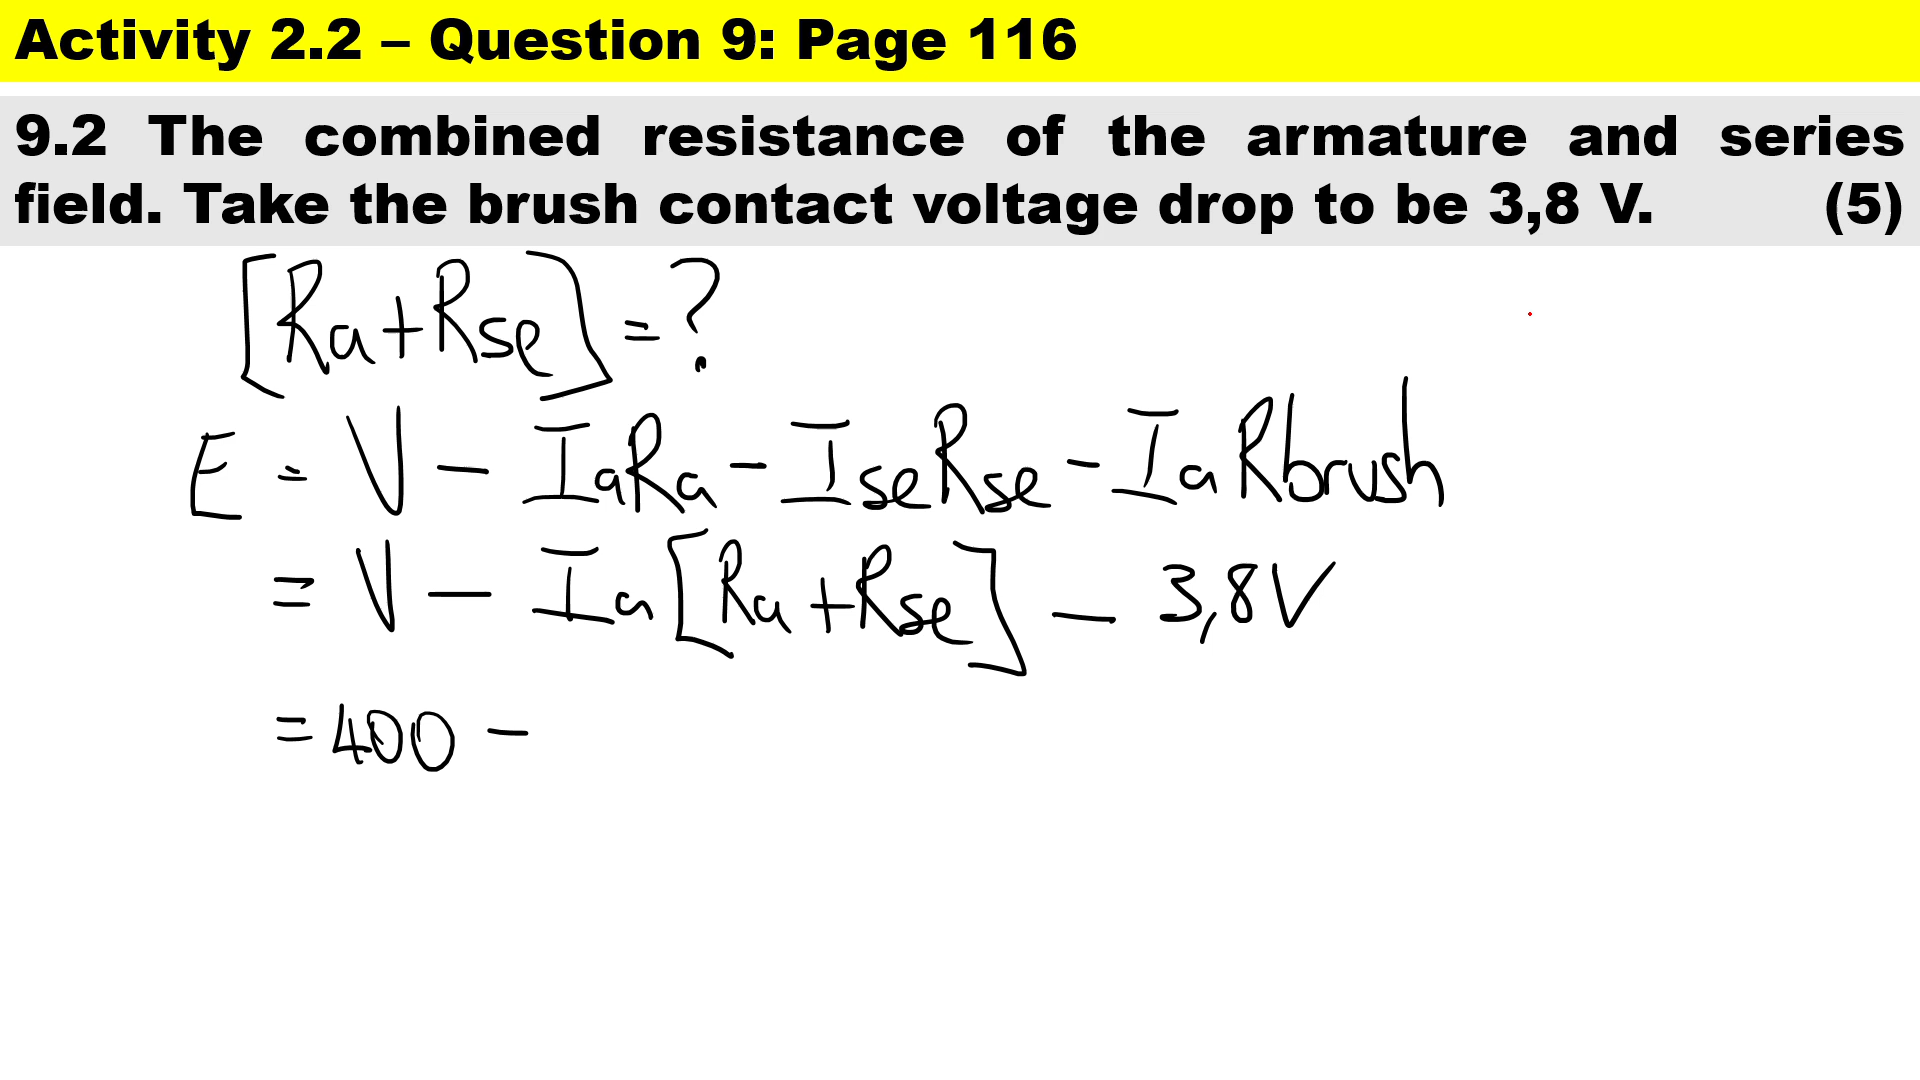 Activity 2.2 – Question 9: Page 116
9.2 The combined resistance of the armature and series
field. Take the brush contact voltage drop to be 3,8 V. (5)
[Ra+Rse] = ?
E = V - IaRa - IseRse - IaRbrush
= V - Ia[Ra+Rse] - 3,8V
= 400 -